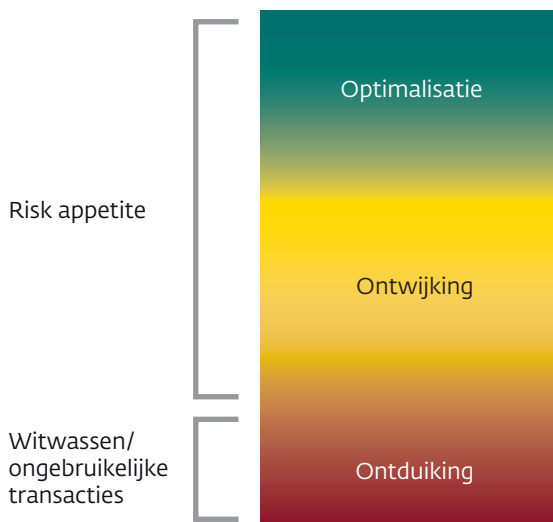 Optimalisatie
Risk appetite
Ontwijking
Witwassen/
ongebruikelijke
transacties
Ontduiking